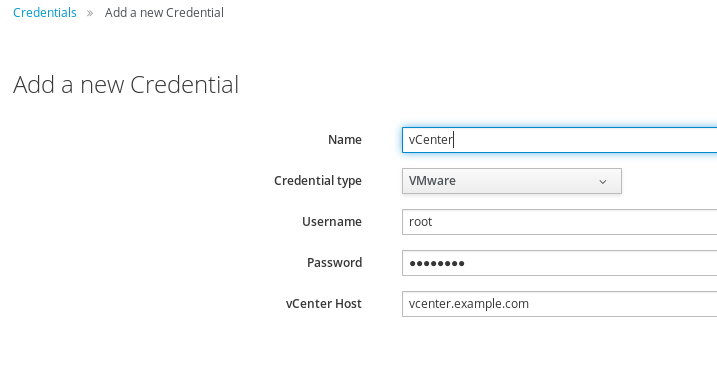 Credentials » Add a new Credential
Add a new Credential
Name vCenter
Credential type VMware
Username root
Password ●●●●●●●●
vCenter Host vcenter.example.com